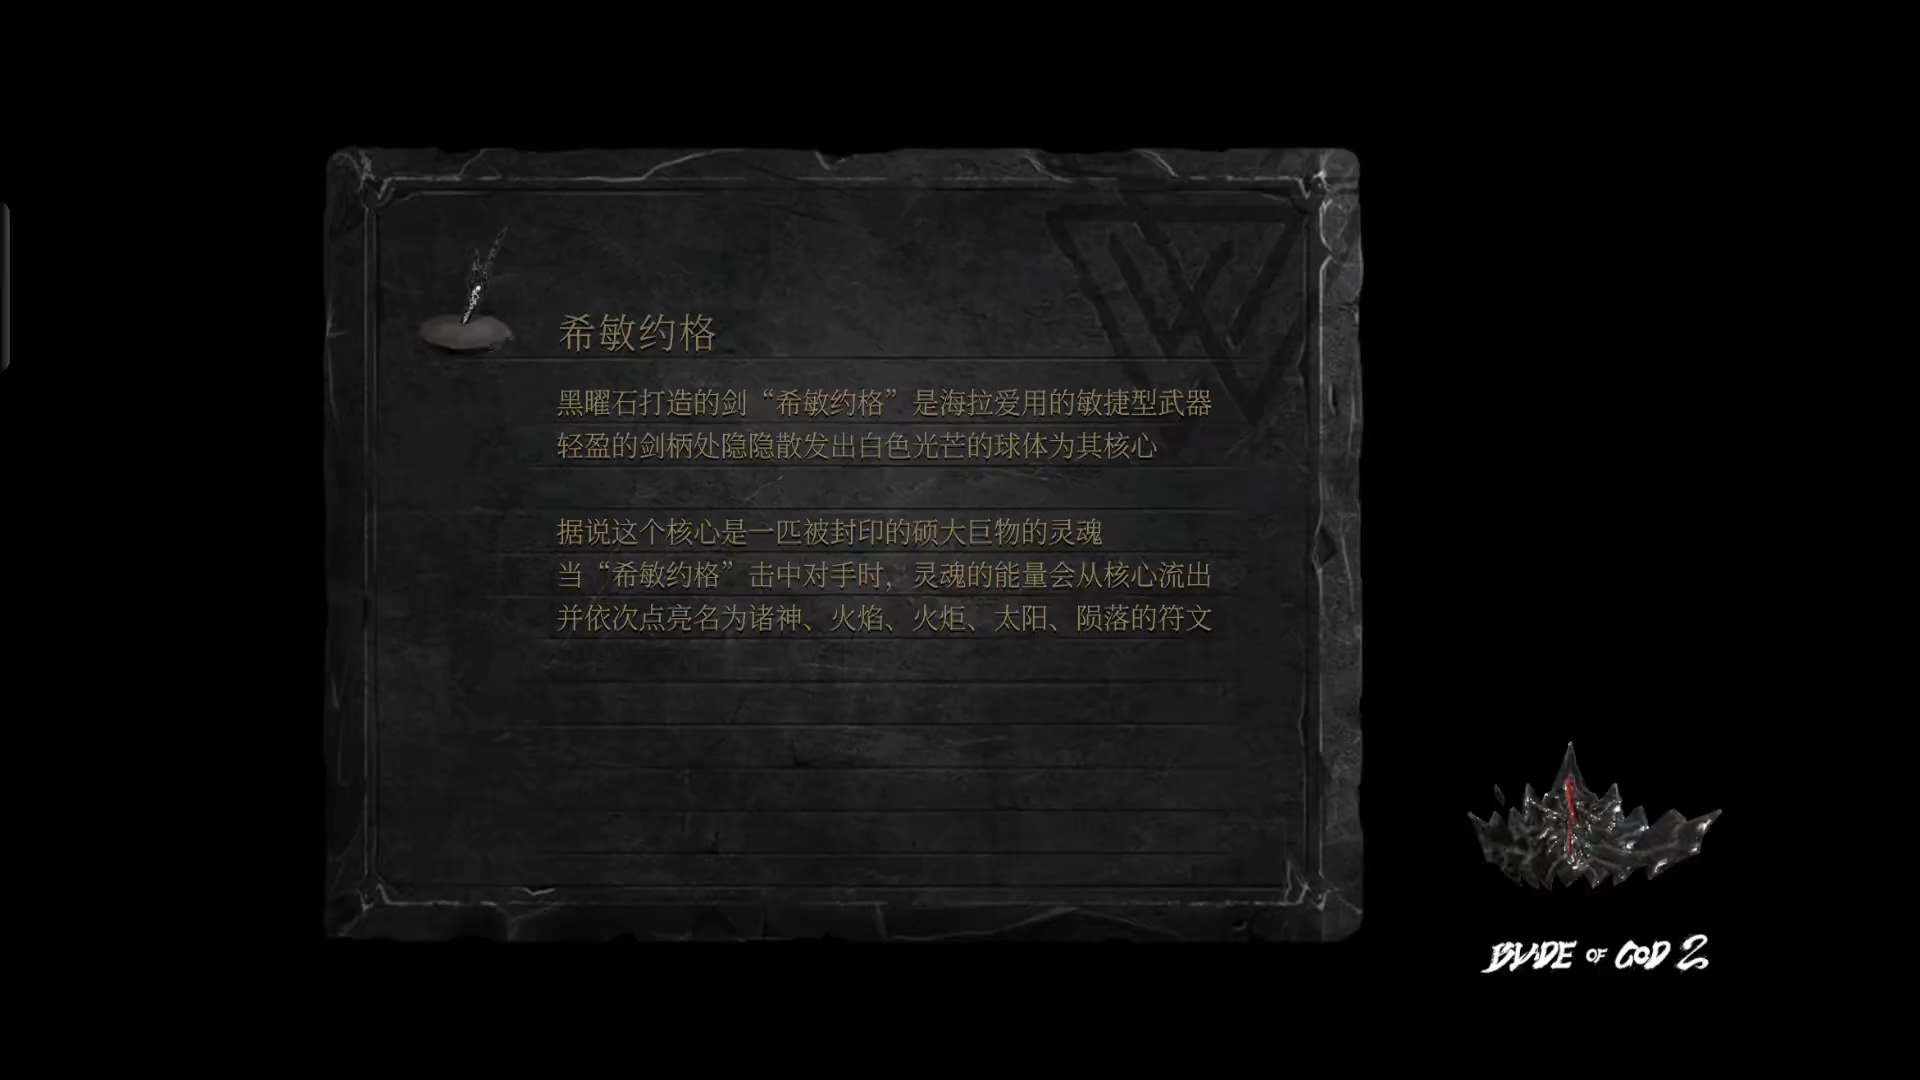 希敏约格
黑曜石打造的剑“希敏约格”是海拉爱用的敏捷型武器
轻盈的剑柄处隐隐散发出白色光芒的球体为其核心
据说这个核心是一匹被封印的硕大巨物的灵魂
当“希敏约格”击中对手时，灵魂的能量会从核心流出
并依次点亮名为诸神、火焰、火炬、太阳、陨落的符文
BLADE OF GOD 2